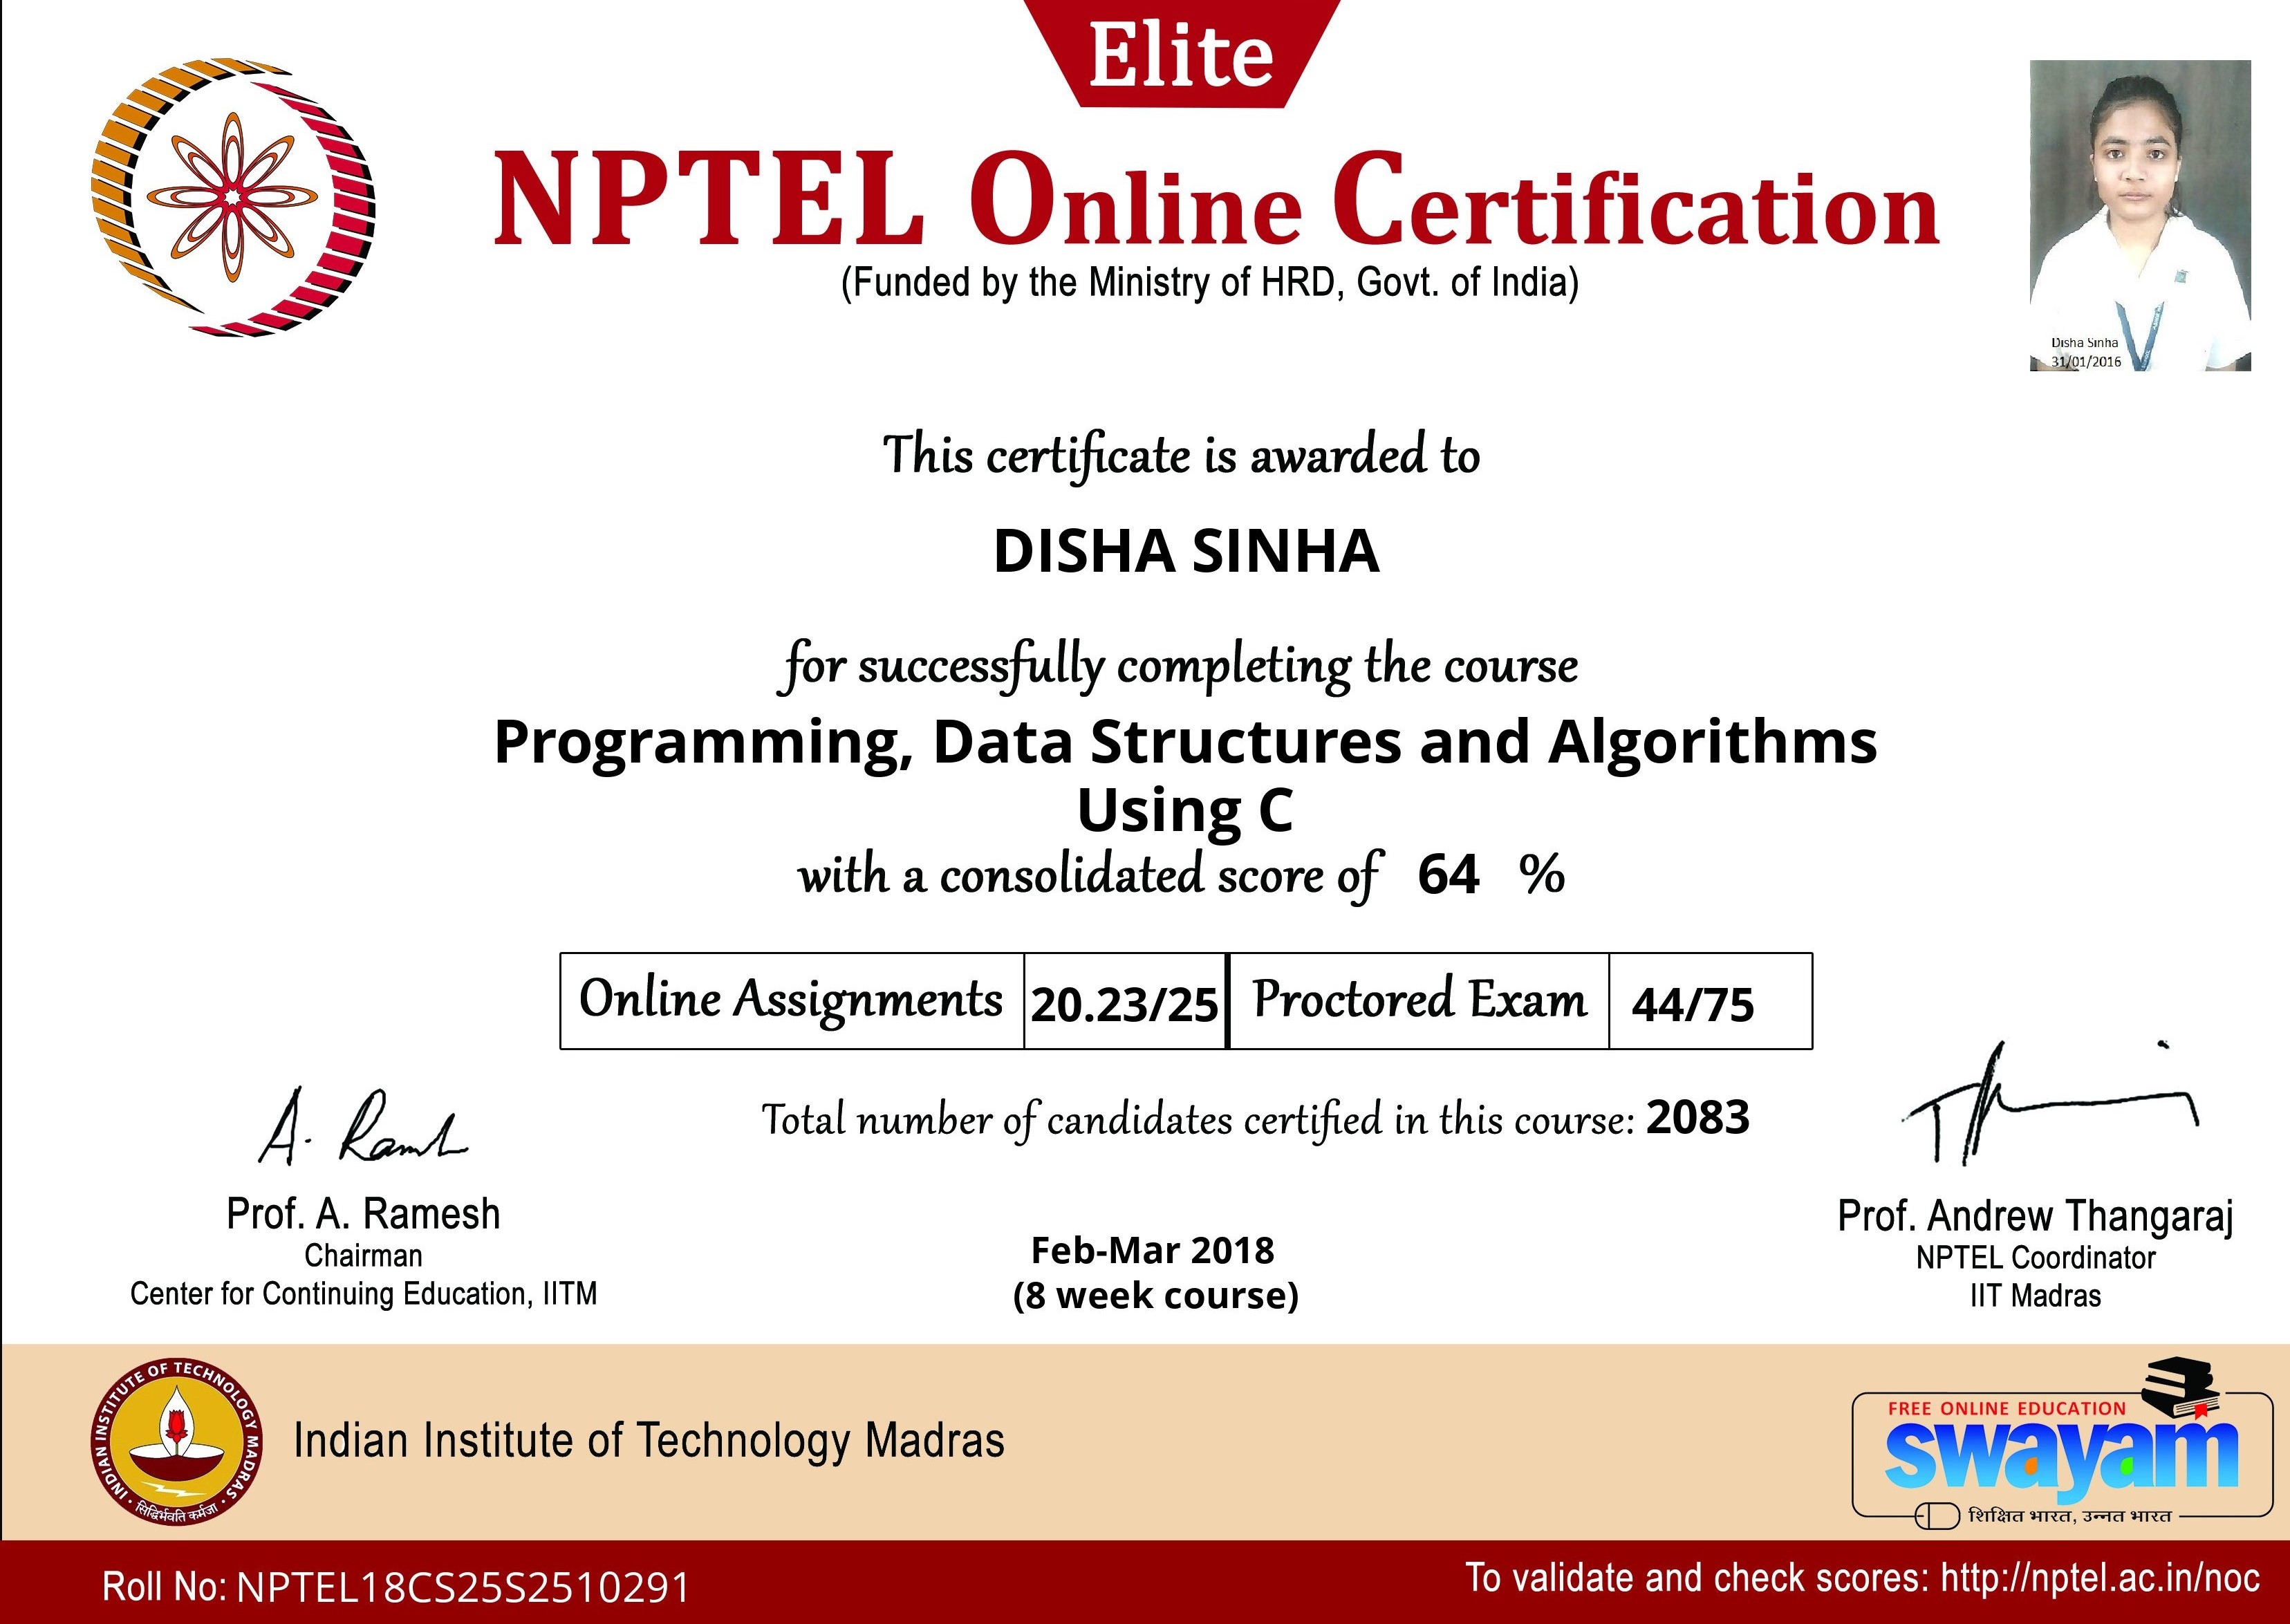 Elite
NPTEL Online Certification
(Funded by the Ministry of HRD, Govt. of India)
Disha Sinha
31/01/2016
This certificate is awarded to
DISHA SINHA
for successfully completing the course
Programming, Data Structures and Algorithms
Using C
with a consolidated score of 64 %
Online Assignments 20.23/25 Proctored Exam 44/75
Total number of candidates certified in this course: 2083
A. Ramesh
Prof. A. Ramesh
Chairman
Center for Continuing Education, IITM
Feb-Mar 2018
(8 week course)
Prof. Andrew Thangaraj
NPTEL Coordinator
IIT Madras
INDIAN INSTITUTE OF TECHNOLOGY MADRAS
सिद्धिर्भवति कर्मजा
Indian Institute of Technology Madras
FREE ONLINE EDUCATION
swayam
शिक्षित भारत, उन्नत भारत
Roll No: NPTEL18CS25S2510291
To validate and check scores: http://nptel.ac.in/noc